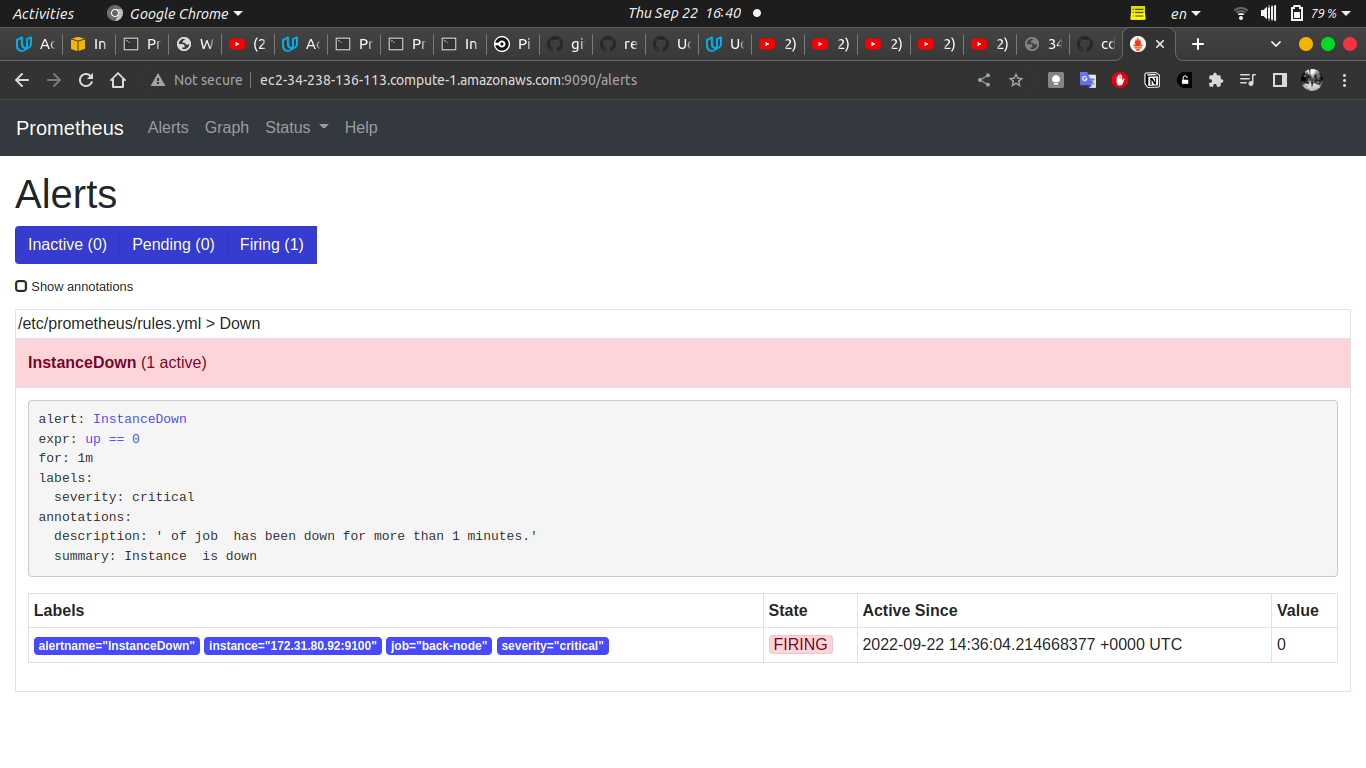 Activities Google Chrome Thu Sep 22 16:40 en 79%
Ac In Pr W (2 Ac Pr Pr In Pi gi re Uc Uc 2) 2) 2) 2) 2) 34 cd
Not secure ec2-34-238-136-113.compute-1.amazonaws.com:9090/alerts
Prometheus Alerts Graph Status Help
Alerts
Inactive (0) Pending (0) Firing (1)
Show annotations
/etc/prometheus/rules.yml > Down
InstanceDown (1 active)
alert: InstanceDown
expr: up == 0
for: 1m
labels:
  severity: critical
annotations:
  description: ' of job  has been down for more than 1 minutes.'
  summary: Instance  is down
Labels State Active Since Value
alertname="InstanceDown" instance="172.31.80.92:9100" job="back-node" severity="critical" FIRING 2022-09-22 14:36:04.214668377 +0000 UTC 0